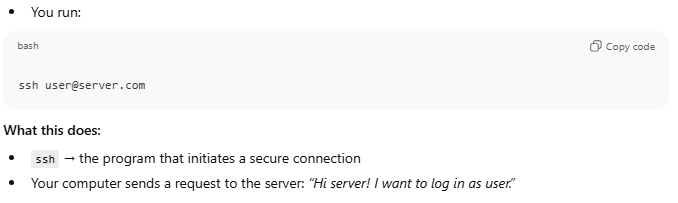 • You run:
bash
Copy code
ssh user@server.com
What this does:
• ssh → the program that initiates a secure connection
• Your computer sends a request to the server: “Hi server! I want to log in as user.”